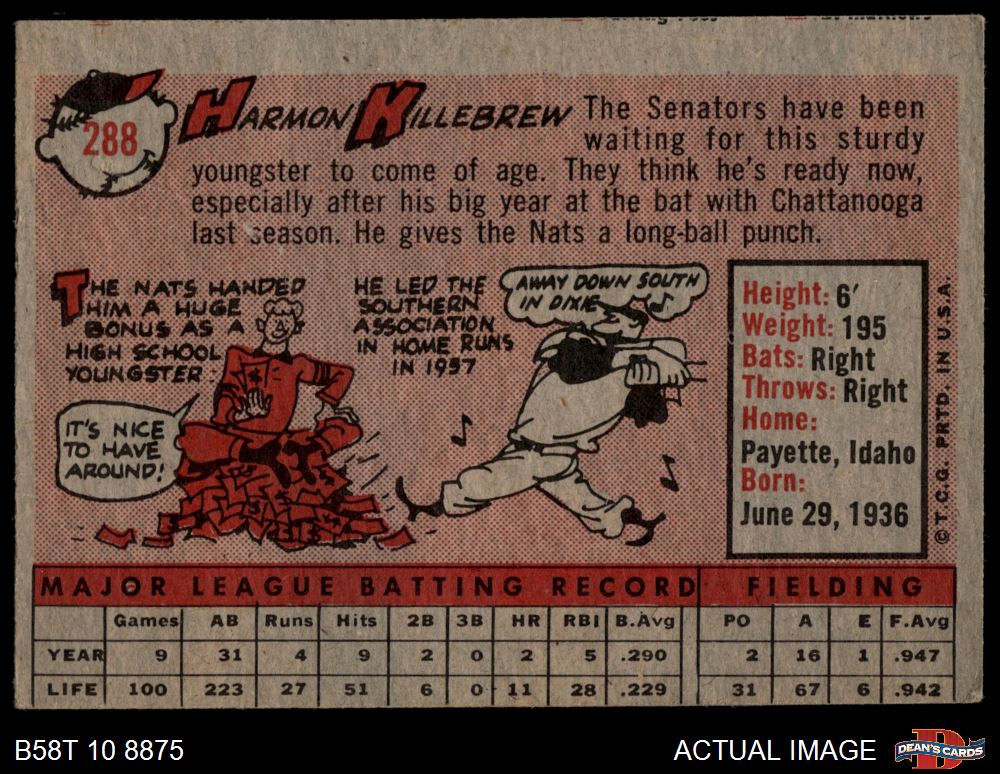 288
HARMON KILLEBREW The Senators have been
waiting for this sturdy
youngster to come of age. They think he's ready now,
especially after his big year at the bat with Chattanooga
last season. He gives the Nats a long-ball punch.
THE NATS HANDED
HIM A HUGE
BONUS AS A
HIGH SCHOOL
YOUNGSTER
IT'S NICE
TO HAVE
AROUND!
HE LED THE
SOUTHERN
ASSOCIATION
IN HOME RUNS
IN 1957
AWAY DOWN SOUTH
IN DIXIE
Height: 6'
Weight: 195
Bats: Right
Throws: Right
Home:
Payette, Idaho
Born:
June 29, 1936
© T.C.G. PRTD. IN U.S.A.
MAJOR LEAGUE BATTING RECORD FIELDING
Games AB Runs Hits 2B 3B HR RBI B.Avg PO A E F.Avg
YEAR 9 31 4 9 2 0 2 5 .290 2 16 1 .947
LIFE 100 223 27 51 6 0 11 28 .229 31 67 6 .942
B58T 10 8875
ACTUAL IMAGE
DEAN'S CARDS